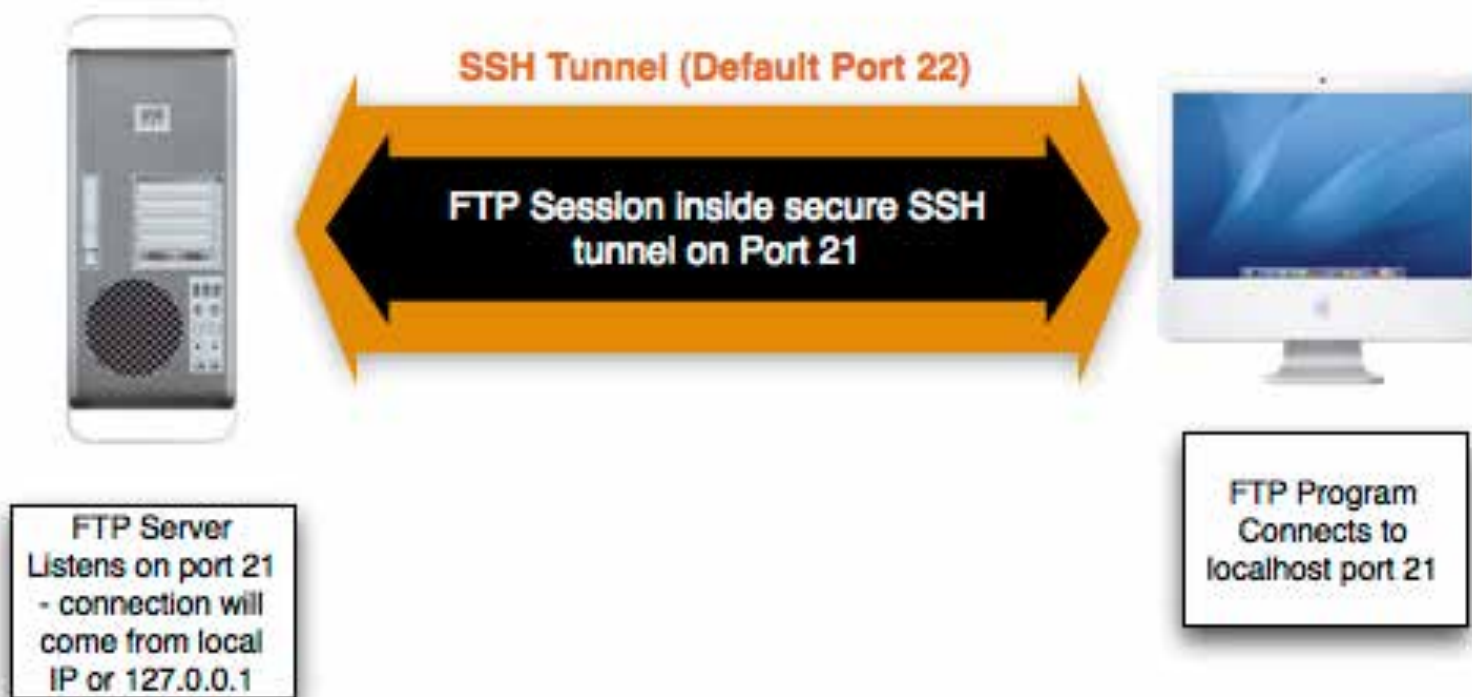 SSH Tunnel (Default Port 22)
FTP Session inside secure SSH
tunnel on Port 21
FTP Server
Listens on port 21
- connection will
come from local
IP or 127.0.0.1
FTP Program
Connects to
localhost port 21